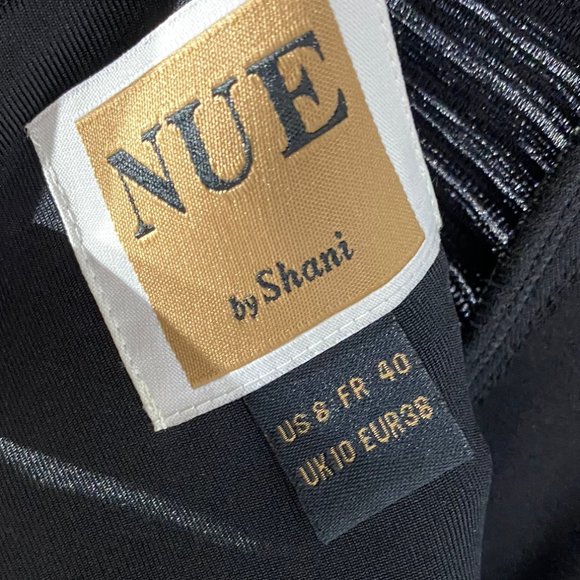 NUE
by Shani
US 8 FR 40
UK10 EUR38